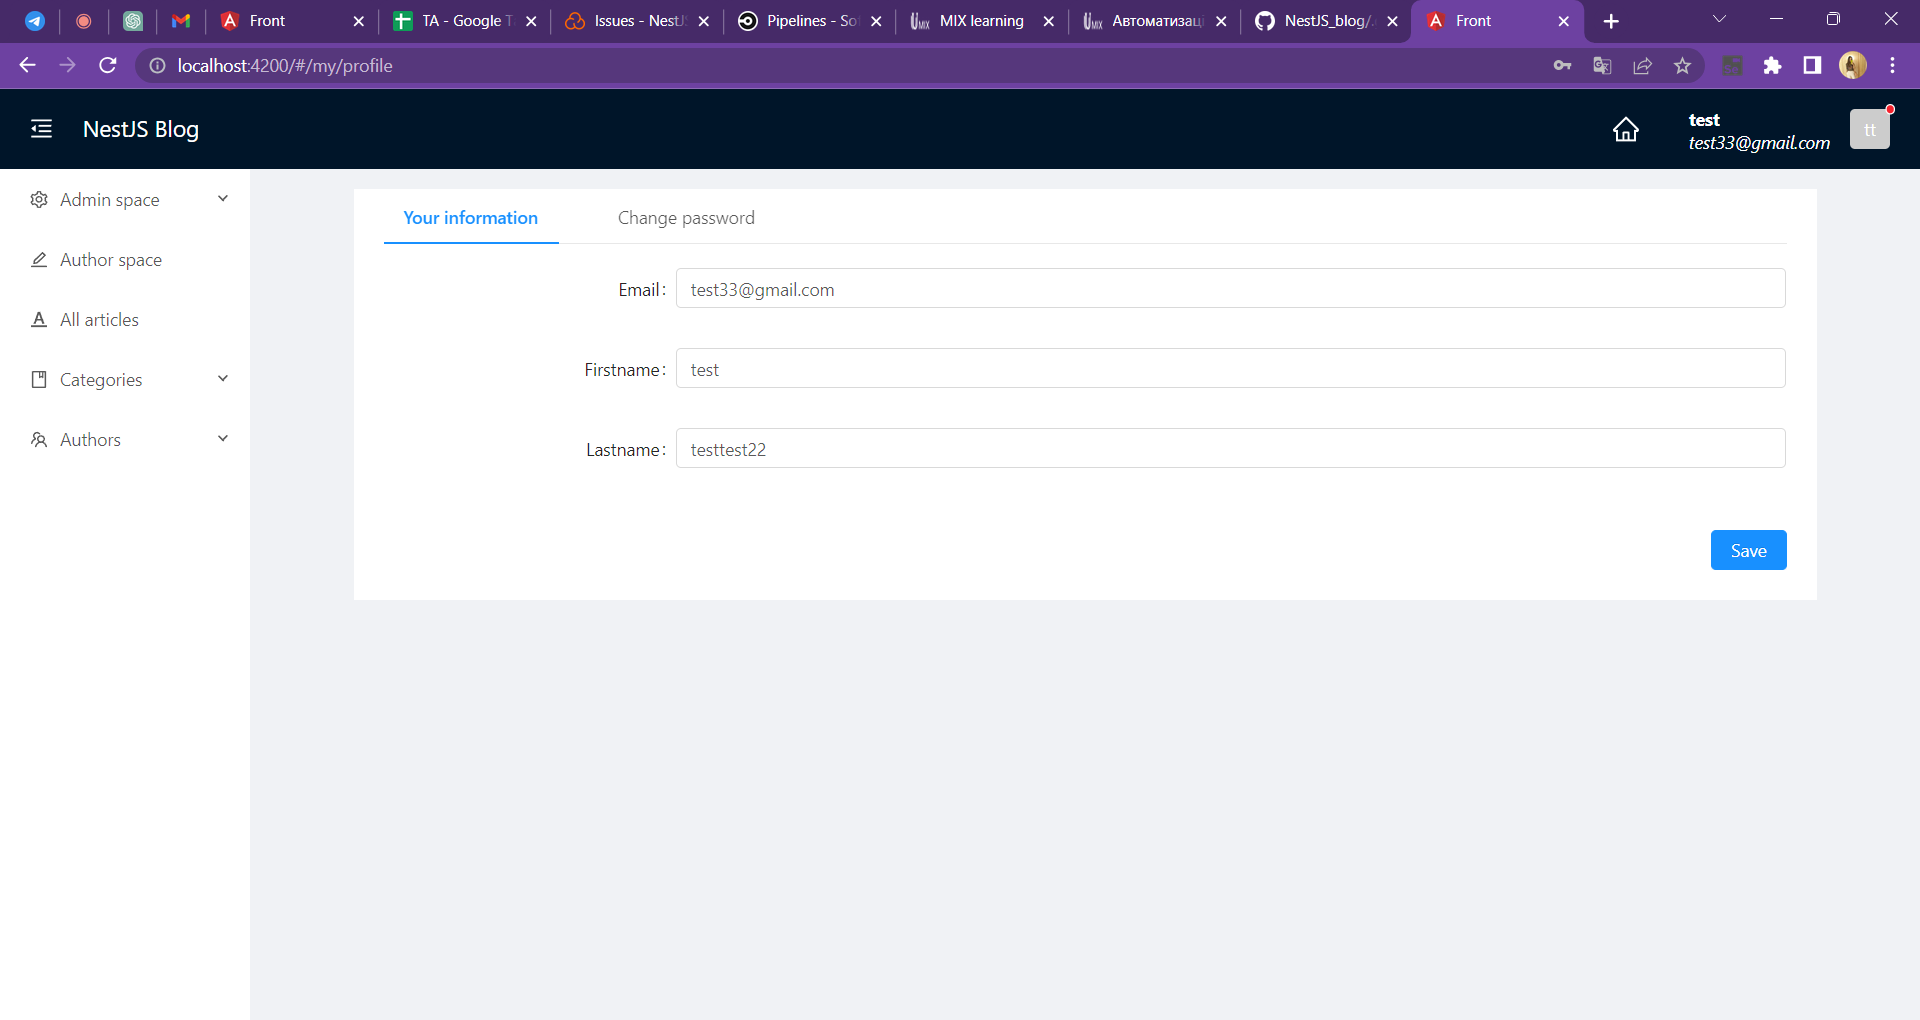 Front
TA - Google T
Issues - NestJS
Pipelines - So
MIX learning
Автоматизаці
NestJS_blog/.
Front
localhost:4200/#/my/profile
NestJS Blog
test
test33@gmail.com
tt
Admin space
Author space
All articles
Categories
Authors
Your information
Change password
Email: test33@gmail.com
Firstname: test
Lastname: testtest22
Save